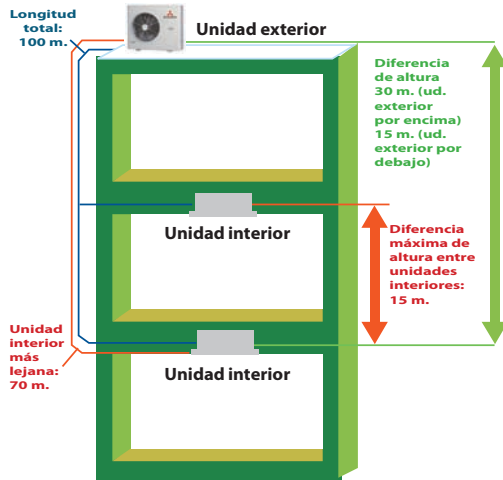 Longitud
total:
100 m.
Unidad exterior
Diferencia
de altura
30 m. (ud.
exterior
por encima)
15 m. (ud.
exterior por
debajo)
Unidad interior
Diferencia
máxima de
altura entre
unidades
interiores:
15 m.
Unidad
interior
más
lejana:
70 m.
Unidad interior